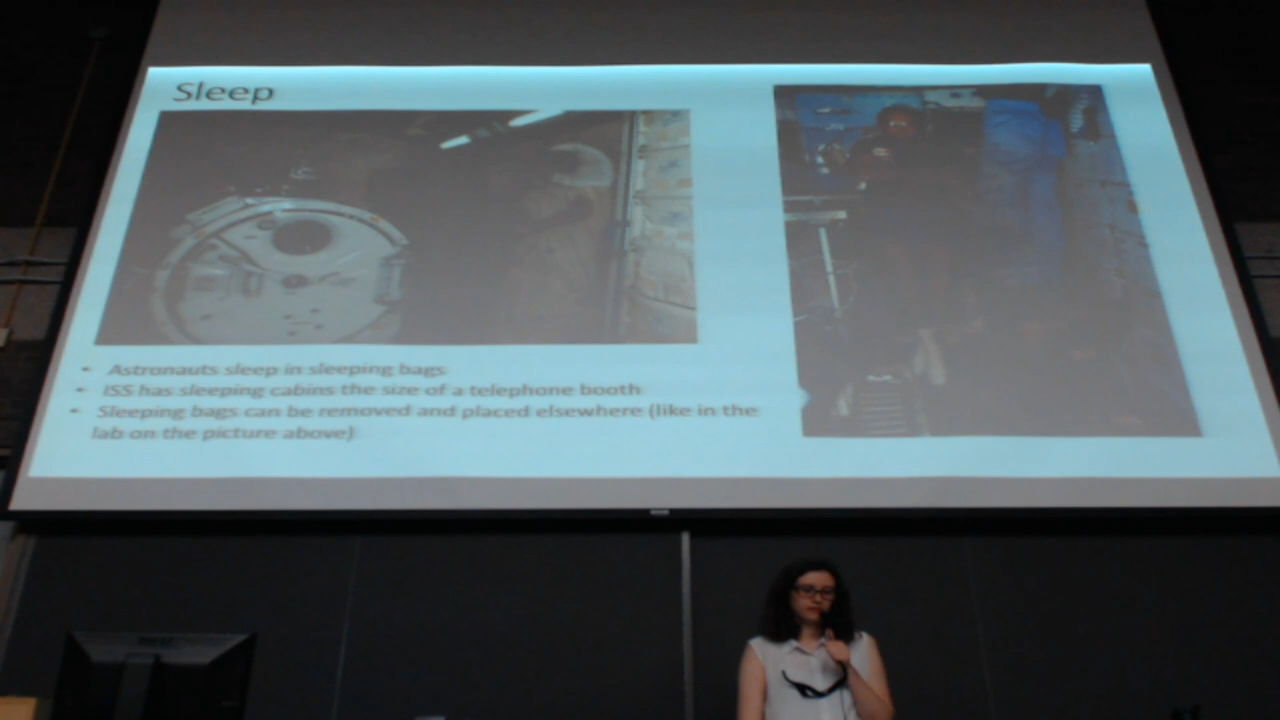 Sleep
• Astronauts sleep in sleeping bags
• ISS has sleeping cabins the size of a telephone booth
• Sleeping bags can be removed and placed elsewhere (like in the
lab on the picture above)